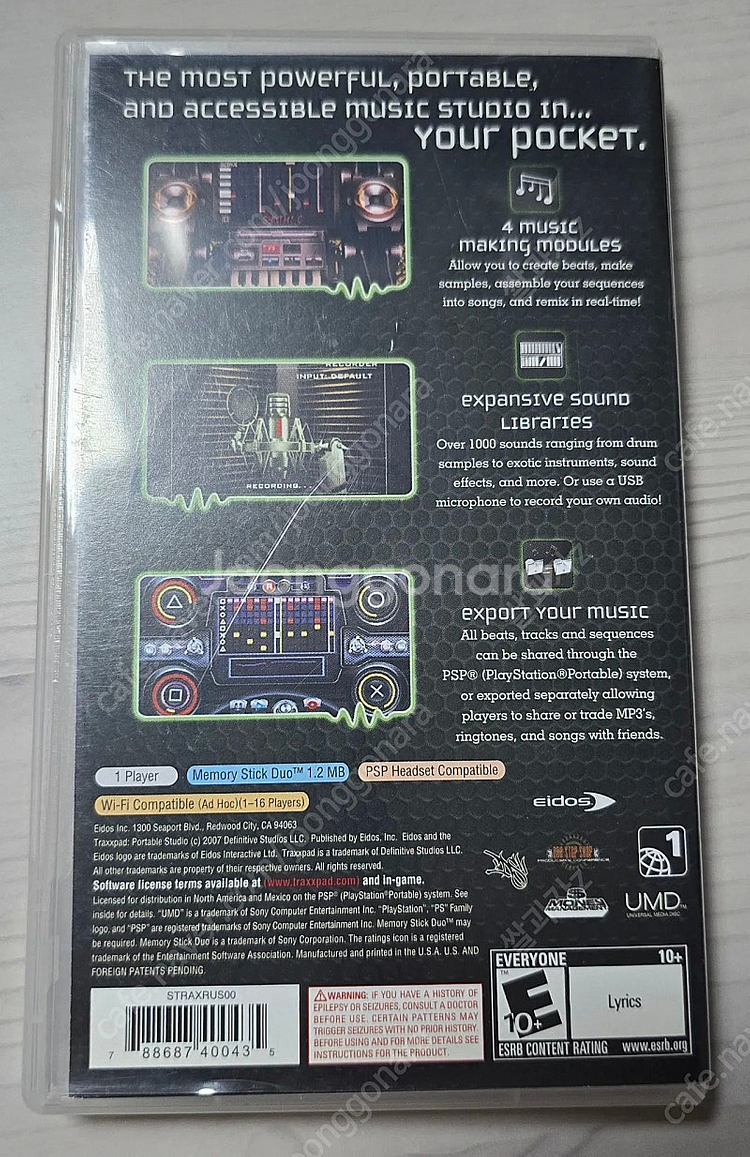 THE MOST POWERFUL, PORTABLE,
AND ACCESSIBLE MUSIC STUDIO IN...
YOUR POCKET.
4 MUSIC
MAKING MODULES
Allow you to create beats, make
samples, assemble your sequences
into songs, and remix in real-time!
RECORDER
INPUT: DEFAULT
RECORDING...
EXPANSIVE SOUND
LIBRARIES
Over 1000 sounds ranging from drum
samples to exotic instruments, sound
effects, and more. Or use a USB
microphone to record your own audio!
Joonggonara
EXPORT YOUR MUSIC
All beats, tracks and sequences
can be shared through the
PSP® (PlayStation®Portable) system,
or exported separately allowing
players to share or trade MP3's,
ringtones, and songs with friends.
1 Player
Memory Stick Duo™ 1.2 MB
PSP Headset Compatible
Wi-Fi Compatible (Ad Hoc)(1–16 Players)
eidos
Eidos Inc. 1300 Seaport Blvd., Redwood City, CA 94063
Traxxpad: Portable Studio (c) 2007 Definitive Studios LLC. Published by Eidos, Inc. Eidos and the
Eidos logo are trademarks of Eidos Interactive Ltd. Traxxpad is a trademark of Definitive Studios LLC.
All other trademarks are property of their respective owners. All rights reserved.
Software license terms available at (www.traxxpad.com) and in-game.
Licensed for distribution in North America and Mexico on the PSP® (PlayStation®Portable) system. See
inside for details. "UMD" is a trademark of Sony Computer Entertainment Inc. "PlayStation", "PS" Family
logo, and "PSP" are registered trademarks of Sony Computer Entertainment Inc. Memory Stick Duo™ may
be required. Memory Stick Duo is a trademark of Sony Corporation. The ratings icon is a registered
trademark of the Entertainment Software Association. Manufactured and printed in the U.S.A. U.S. AND
FOREIGN PATENTS PENDING.
1
MONEY
MANAGEMENT
UMD™
UNIVERSAL MEDIA DISC
STRAXRUS00
7 88687 40043 5
WARNING: IF YOU HAVE A HISTORY OF
EPILEPSY OR SEIZURES, CONSULT A DOCTOR
BEFORE USE. CERTAIN PATTERNS MAY
TRIGGER SEIZURES WITH NO PRIOR HISTORY.
BEFORE USING AND FOR MORE DETAILS SEE
INSTRUCTIONS FOR THE PRODUCT.
EVERYONE 10+
E
10+
Lyrics
ESRB CONTENT RATING www.esrb.org